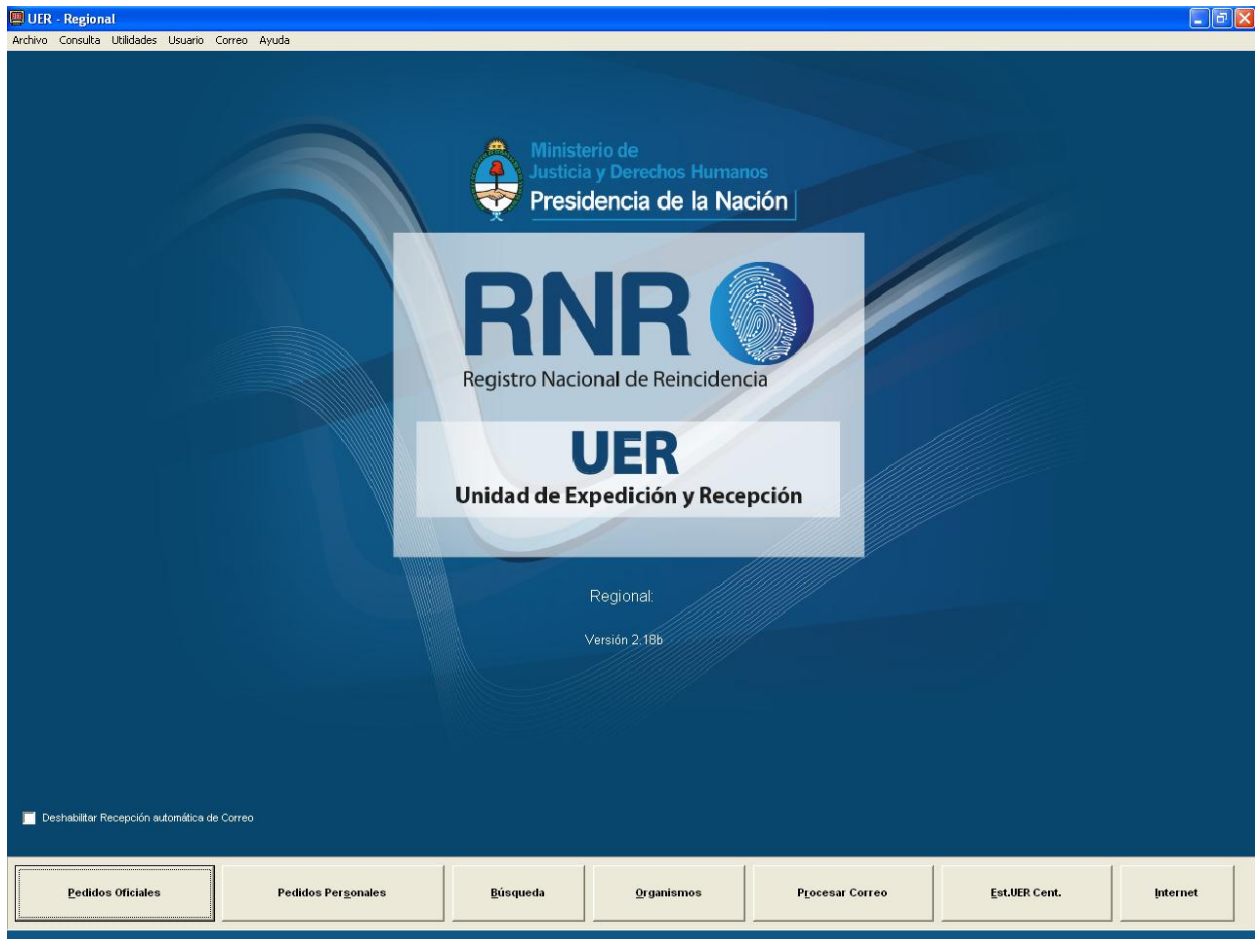 UER - Regional
Archivo Consulta Utilidades Usuario Correo Ayuda
Ministerio de
Justicia y Derechos Humanos
Presidencia de la Nación
RNR
Registro Nacional de Reincidencia
UER
Unidad de Expedición y Recepción
Regional:
Versión 2.18b
Deshabilitar Recepción automática de Correo
Pedidos Oficiales Pedidos Personales Búsqueda Organismos Procesar Correo Est.UER Cent. Internet